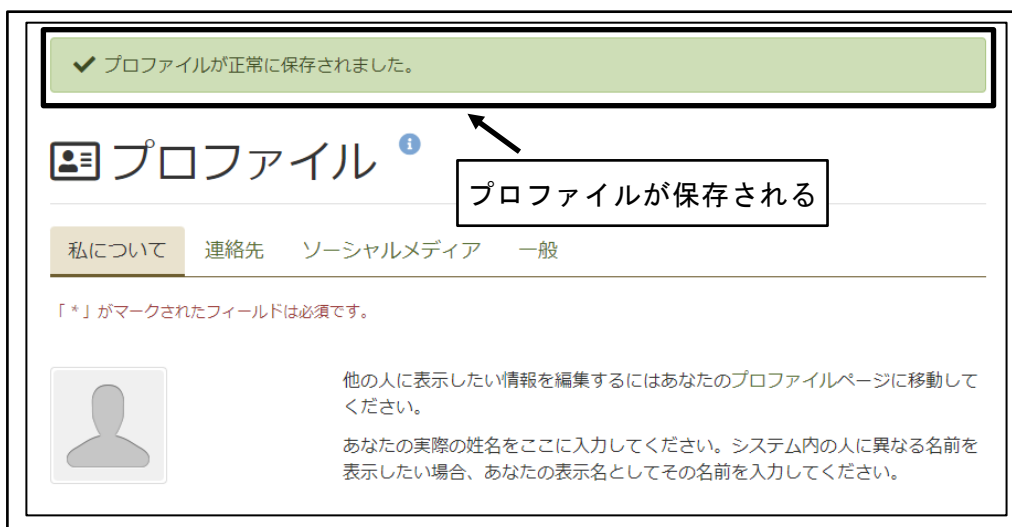 プロファイルが正常に保存されました。
プロファイル
プロファイルが保存される
私について 連絡先 ソーシャルメディア 一般
「 * 」がマークされたフィールドは必須です。
他の人に表示したい情報を編集するにはあなたのプロファイルページに移動して
ください。
あなたの実際の姓名をここに入力してください。システム内の人に異なる名前を
表示したい場合、あなたの表示名としてその名前を入力してください。